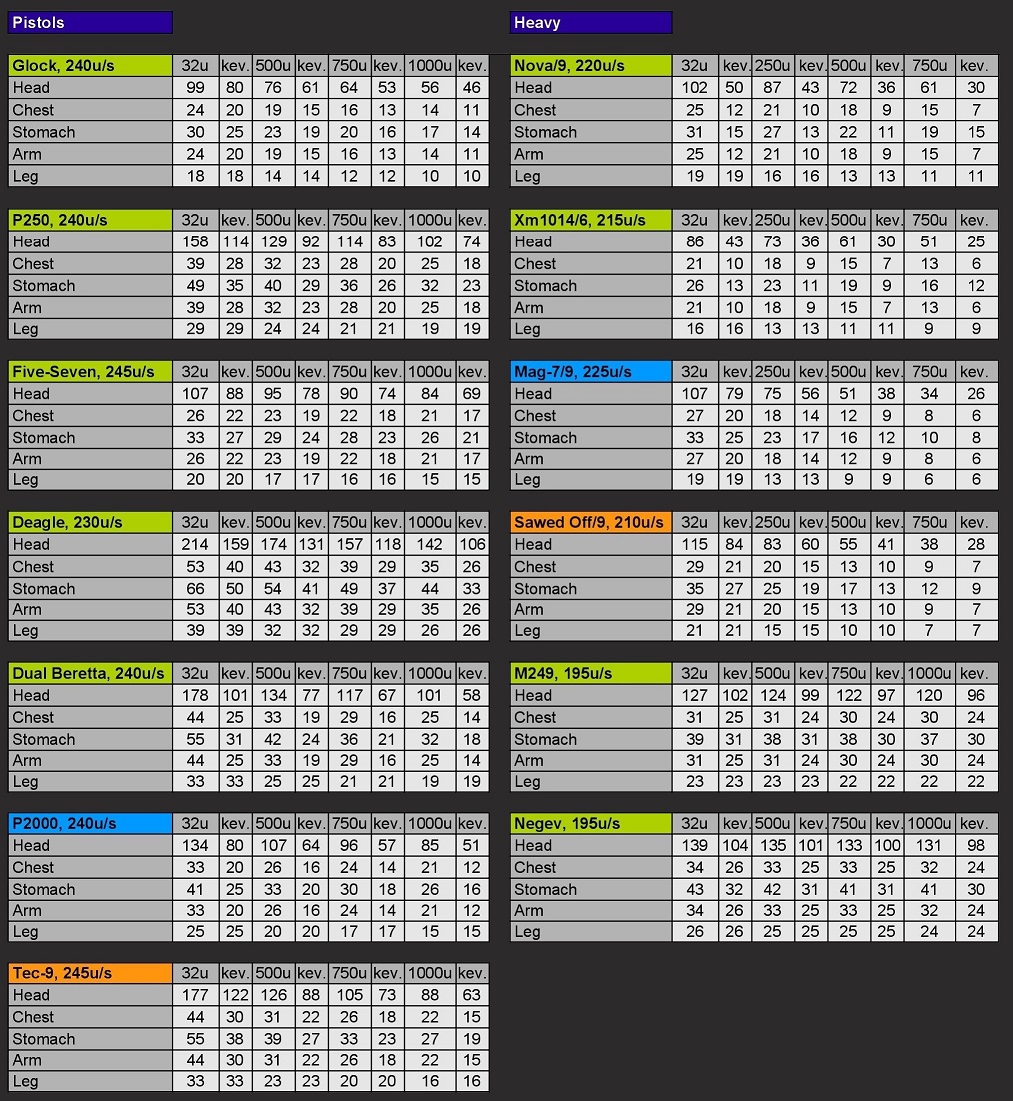 Pistols
Glock, 240u/s 32u kev. 500u kev. 750u kev. 1000u kev.
Head 99 80 76 61 64 53 56 46
Chest 24 20 19 15 16 13 14 11
Stomach 30 25 23 19 20 16 17 14
Arm 24 20 19 15 16 13 14 11
Leg 18 18 14 14 12 12 10 10
P250, 240u/s 32u kev. 500u kev. 750u kev. 1000u kev.
Head 158 114 129 92 114 83 102 74
Chest 39 28 32 23 28 20 25 18
Stomach 49 35 40 29 36 26 32 23
Arm 39 28 32 23 28 20 25 18
Leg 29 29 24 24 21 21 19 19
Five-Seven, 245u/s 32u kev. 500u kev. 750u kev. 1000u kev.
Head 107 88 95 78 90 74 84 69
Chest 26 22 23 19 22 18 21 17
Stomach 33 27 29 24 28 23 26 21
Arm 26 22 23 19 22 18 21 17
Leg 20 20 17 17 16 16 15 15
Deagle, 230u/s 32u kev. 500u kev. 750u kev. 1000u kev.
Head 214 159 174 131 157 118 142 106
Chest 53 40 43 32 39 29 35 26
Stomach 66 50 54 41 49 37 44 33
Arm 53 40 43 32 39 29 35 26
Leg 39 39 32 32 29 29 26 26
Dual Beretta, 240u/s 32u kev. 500u kev. 750u kev. 1000u kev.
Head 178 101 134 77 117 67 101 58
Chest 44 25 33 19 29 16 25 14
Stomach 55 31 42 24 36 21 32 18
Arm 44 25 33 19 29 16 25 14
Leg 33 33 25 25 21 21 19 19
P2000, 240u/s 32u kev. 500u kev. 750u kev. 1000u kev.
Head 134 80 107 64 96 57 85 51
Chest 33 20 26 16 24 14 21 12
Stomach 41 25 33 20 30 18 26 16
Arm 33 20 26 16 24 14 21 12
Leg 25 25 20 20 17 17 15 15
Tec-9, 245u/s 32u kev. 500u kev. 750u kev. 1000u kev.
Head 177 122 126 88 105 73 88 63
Chest 44 30 31 22 26 18 22 15
Stomach 55 38 39 27 33 23 27 19
Arm 44 30 31 22 26 18 22 15
Leg 33 33 23 23 20 20 16 16
Heavy
Nova/9, 220u/s 32u kev. 250u kev. 500u kev. 750u kev.
Head 102 50 87 43 72 36 61 30
Chest 25 12 21 10 18 9 15 7
Stomach 31 15 27 13 22 11 19 15
Arm 25 12 21 10 18 9 15 7
Leg 19 19 16 16 13 13 11 11
Xm1014/6, 215u/s 32u kev. 250u kev. 500u kev. 750u kev.
Head 86 43 73 36 61 30 51 25
Chest 21 10 18 9 15 7 13 6
Stomach 26 13 23 11 19 9 16 12
Arm 21 10 18 9 15 7 13 6
Leg 16 16 13 13 11 11 9 9
Mag-7/9, 225u/s 32u kev. 250u kev. 500u kev. 750u kev.
Head 107 79 75 56 51 38 34 26
Chest 27 20 18 14 12 9 8 6
Stomach 33 25 23 17 16 12 10 8
Arm 27 20 18 14 12 9 8 6
Leg 19 19 13 13 9 9 6 6
Sawed Off/9, 210u/s 32u kev. 250u kev. 500u kev. 750u kev.
Head 115 84 83 60 55 41 38 28
Chest 29 21 20 15 13 10 9 7
Stomach 35 27 25 19 17 13 12 9
Arm 29 21 20 15 13 10 9 7
Leg 21 21 15 15 10 10 7 7
M249, 195u/s 32u kev. 500u kev. 750u kev. 1000u kev.
Head 127 102 124 99 122 97 120 96
Chest 31 25 31 24 30 24 30 24
Stomach 39 31 38 31 38 30 37 30
Arm 31 25 31 24 30 24 30 24
Leg 23 23 23 23 22 22 22 22
Negev, 195u/s 32u kev. 500u kev. 750u kev. 1000u kev.
Head 139 104 135 101 133 100 131 98
Chest 34 26 33 25 33 25 32 24
Stomach 43 32 42 31 41 31 41 30
Arm 34 26 33 25 33 25 32 24
Leg 26 26 25 25 25 25 24 24